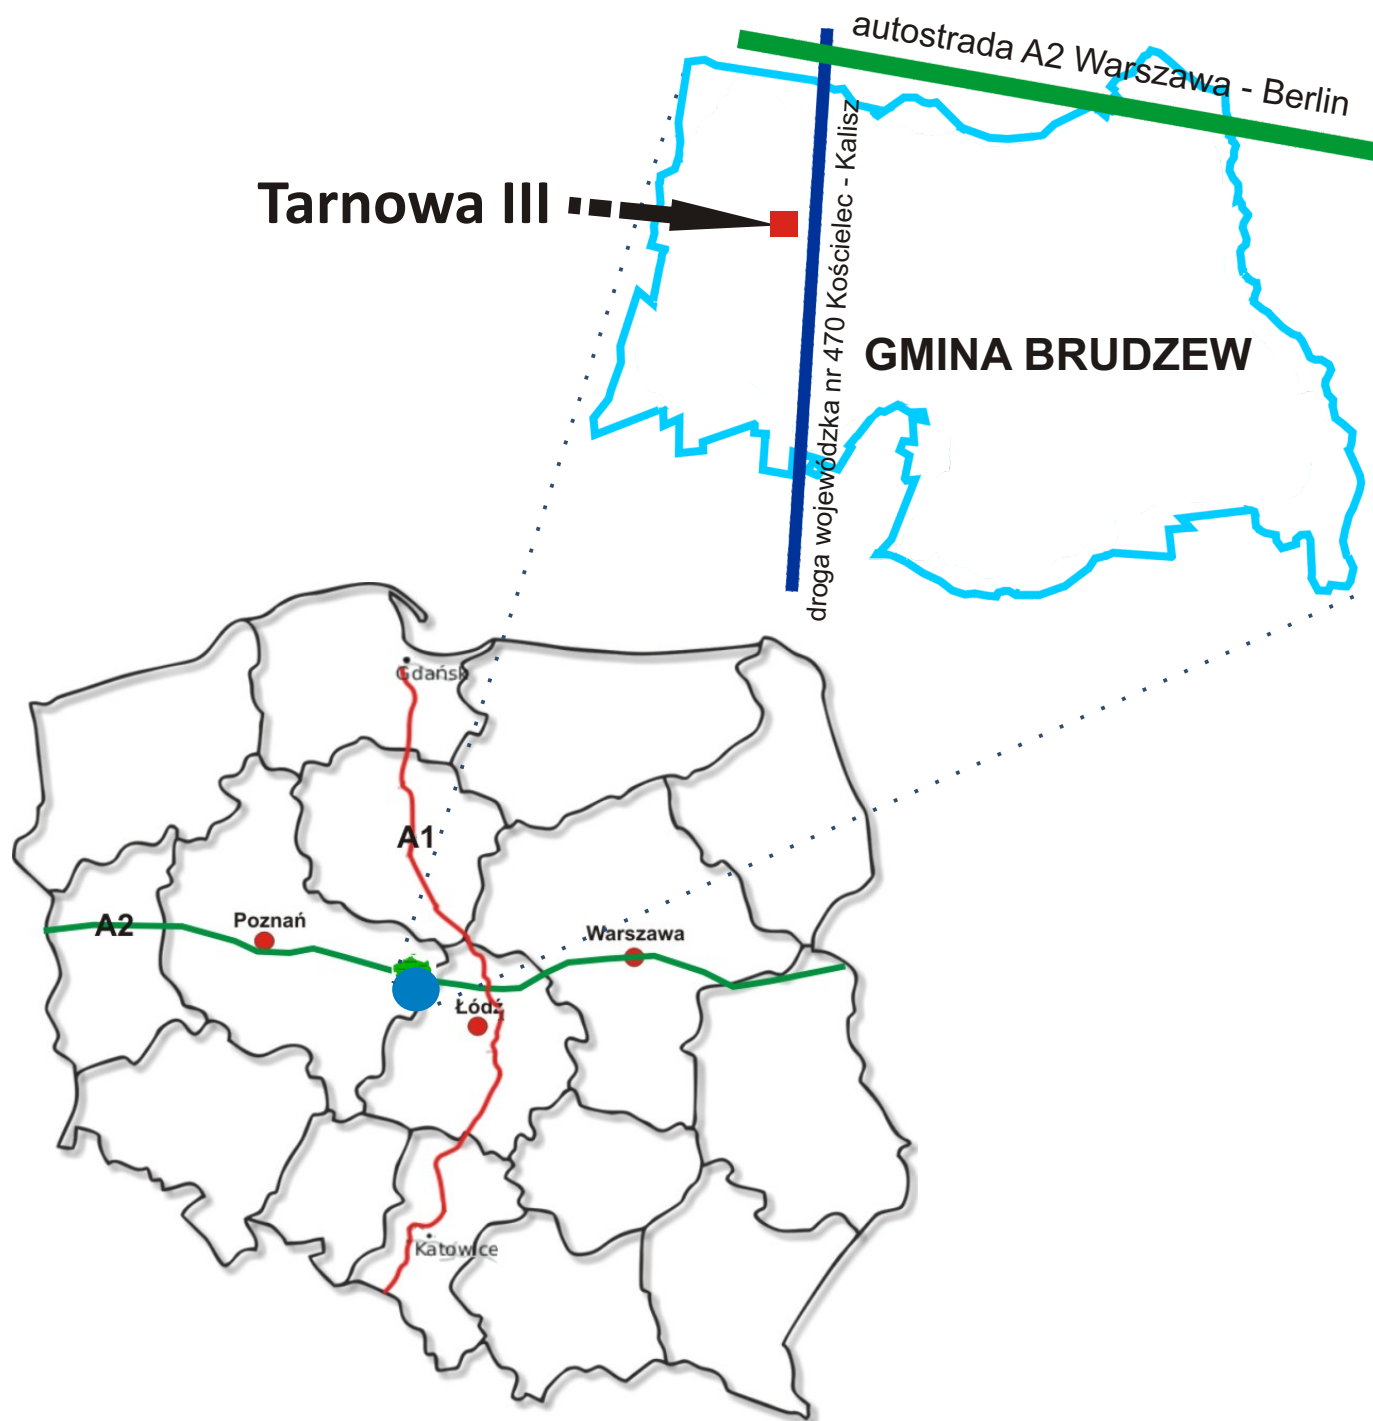 autostrada A2 Warszawa - Berlin
Tarnowa III
droga wojewódzka nr 470 Kościelec - Kalisz
GMINA BRUDZEW
Gdańsk
A1
A2
Poznań
Warszawa
Łódź
Katowice